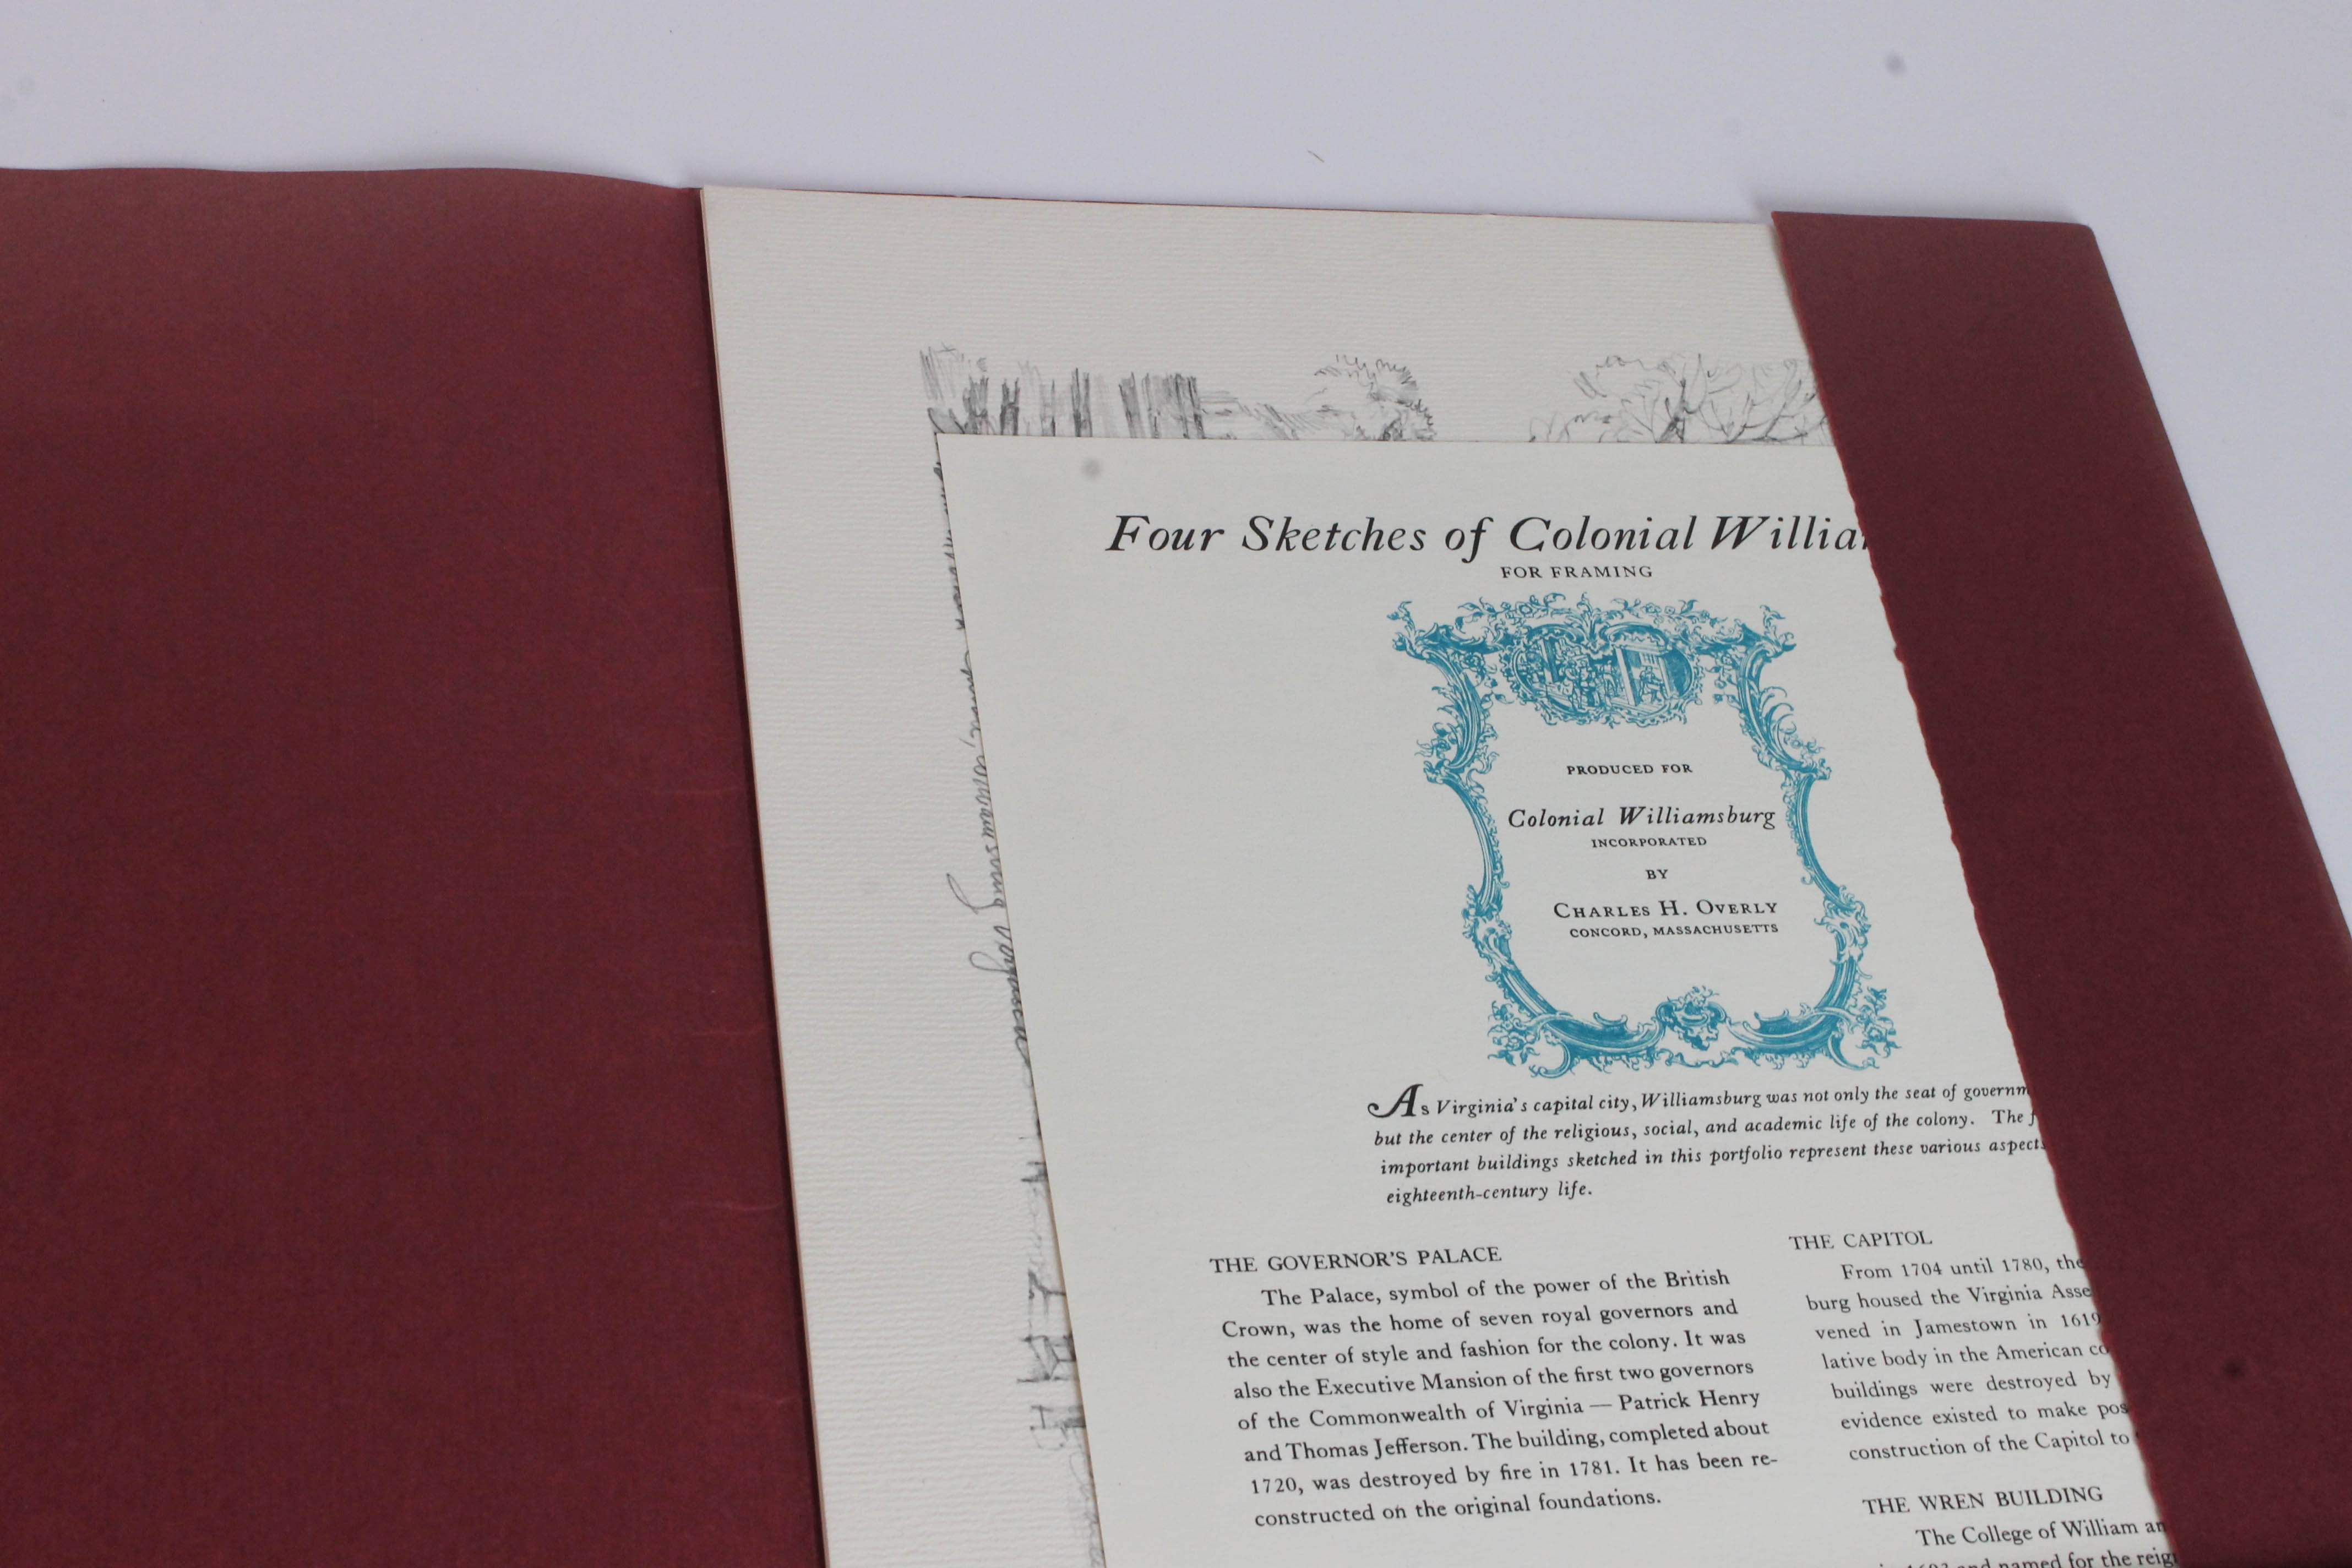 Four Sketches of Colonial
FOR FRAMING
PRODUCED FOR
Colonial Williamsburg
INCORPORATED
BY
CHARLES H. OVERLY
CONCORD, MASSACHUSETTS
As Virginia's capital city, Williamsburg was not only the seat of
but the center of the religious, social, and academic life of the colony. The
important buildings sketched in this portfolio represent these various
eighteenth-century life.
THE GOVERNOR'S PALACE
The Palace, symbol of the power of the British
Crown, was the home of seven royal governors and
the center of style and fashion for the colony. It was
also the Executive Mansion of the first two governors
of the Commonwealth of Virginia — Patrick Henry
and Thomas Jefferson. The building, completed about
1720, was destroyed by fire in 1781. It has been re-
constructed on the original foundations.
THE CAPITOL
From 1704 until 1780, the
burg housed the Virginia
vened in Jamestown in 1619
lative body in the American
buildings were destroyed by
evidence existed to make
construction of the Capitol to
THE WREN BUILDING
The College of William
and named for the
Williamsburg Virginia